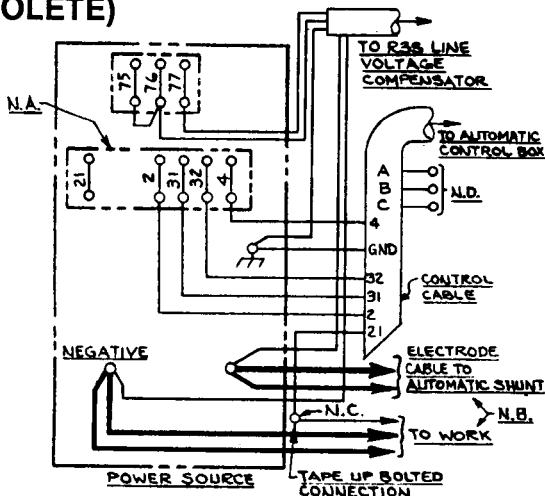 OLETE)
TO R3S LINE
VOLTAGE
COMPENSATOR
75 76 77
N.A.
TO AUTOMATIC
CONTROL BOX
21 2 31 32 4
A
B
C
N.D.
4
GND
32
31
2
21
CONTROL
CABLE
NEGATIVE
ELECTRODE
CABLE TO
AUTOMATIC SHUNT
N.C.
N.B.
TO WORK
POWER SOURCE
TAPE UP BOLTED
CONNECTION